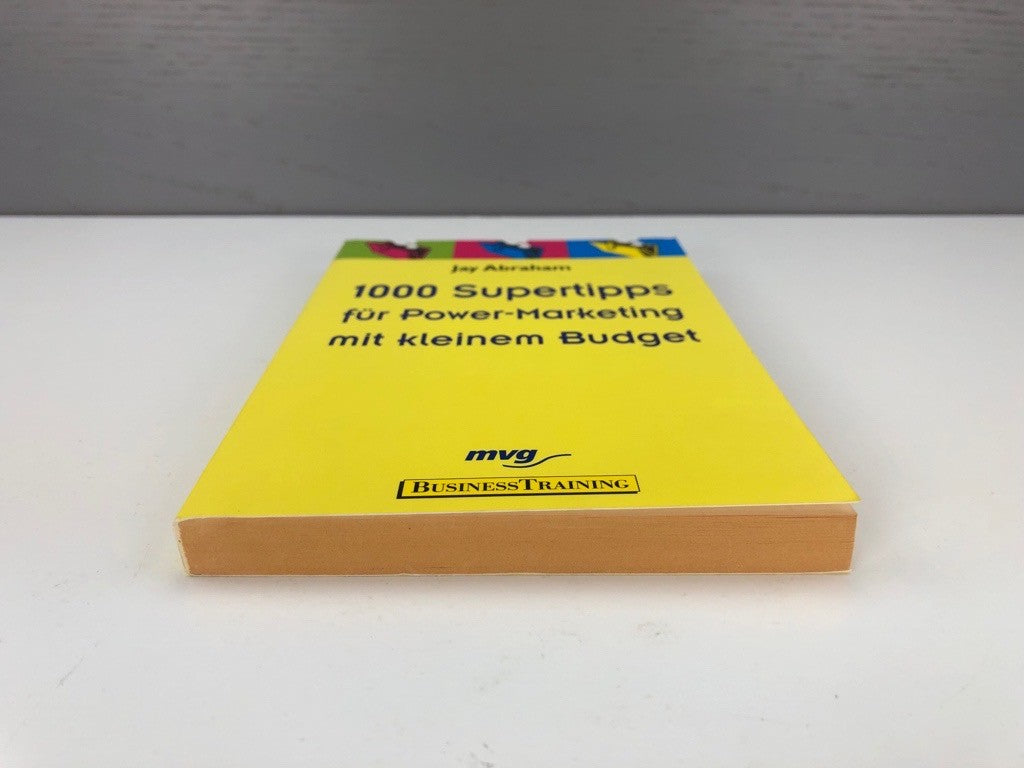 Jay Abraham
1000 Supertipps
für Power-Marketing
mit kleinem Budget
mvg
BUSINESSTRAINING